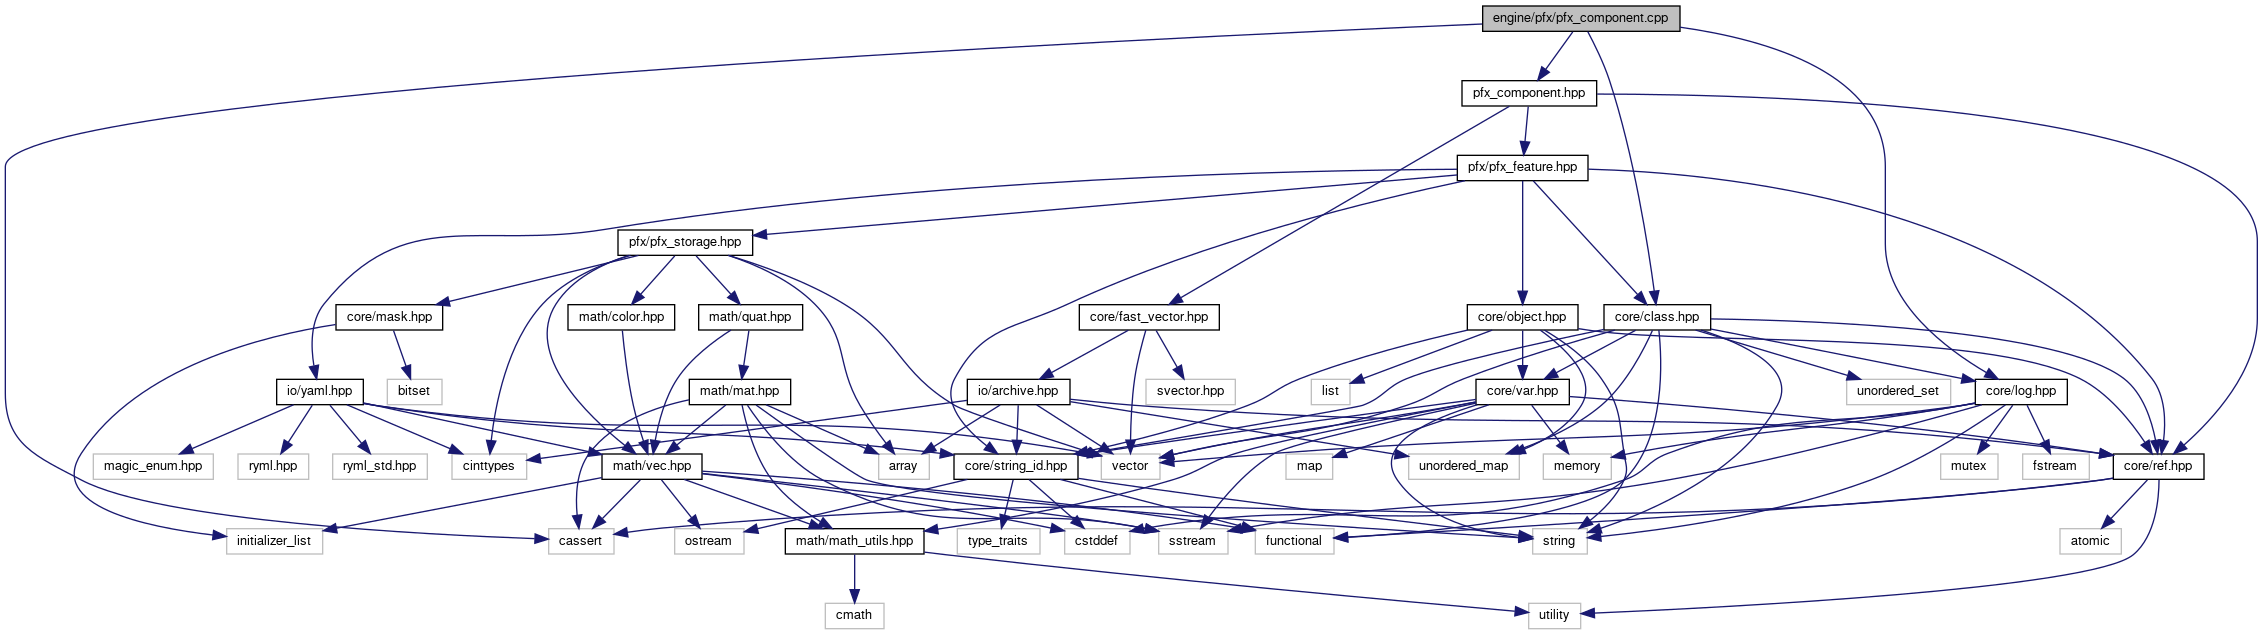 engine/pfx/pfx_component.cpp
pfx_component.hpp
pfx/pfx_feature.hpp
pfx/pfx_storage.hpp
core/mask.hpp
math/color.hpp
math/quat.hpp
core/fast_vector.hpp
core/object.hpp
core/class.hpp
io/yaml.hpp
bitset
math/mat.hpp
io/archive.hpp
svector.hpp
list
core/var.hpp
unordered_set
core/log.hpp
magic_enum.hpp
ryml.hpp
ryml_std.hpp
cinttypes
math/vec.hpp
array
core/string_id.hpp
vector
map
unordered_map
memory
mutex
fstream
core/ref.hpp
initializer_list
cassert
ostream
math/math_utils.hpp
type_traits
cstddef
sstream
functional
string
atomic
cmath
utility